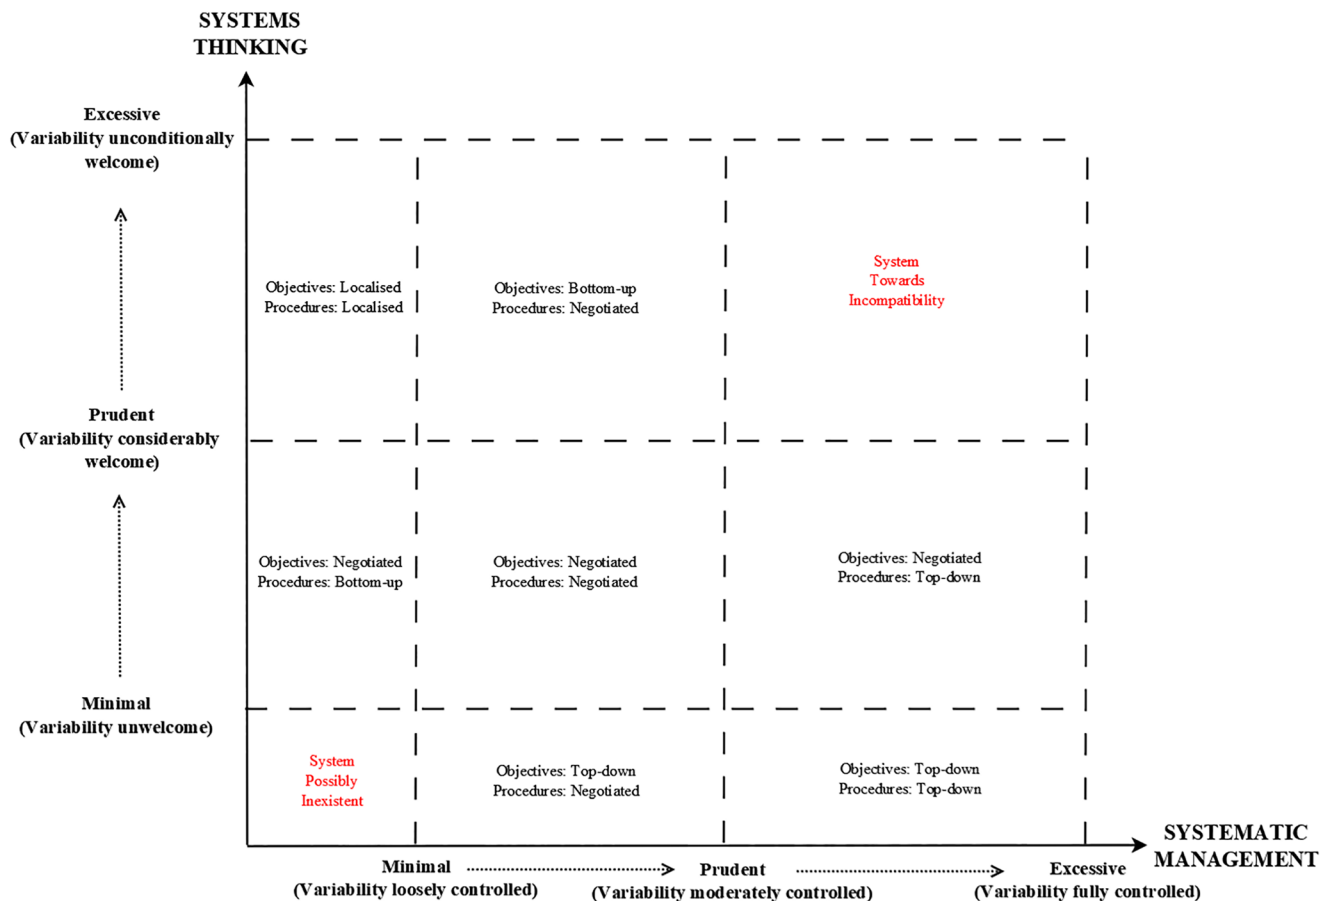 SYSTEMS
THINKING
Excessive
(Variability unconditionally
welcome)
Objectives: Localised
Procedures: Localised
Objectives: Bottom-up
Procedures: Negotiated
System
Towards
Incompatibility
Prudent
(Variability considerably
welcome)
Objectives: Negotiated
Procedures: Bottom-up
Objectives: Negotiated
Procedures: Negotiated
Objectives: Negotiated
Procedures: Top-down
Minimal
(Variability unwelcome)
System
Possibly
Inexistent
Objectives: Top-down
Procedures: Negotiated
Objectives: Top-down
Procedures: Top-down
SYSTEMATIC
MANAGEMENT
Minimal
(Variability loosely controlled)
Prudent
(Variability moderately controlled)
Excessive
(Variability fully controlled)